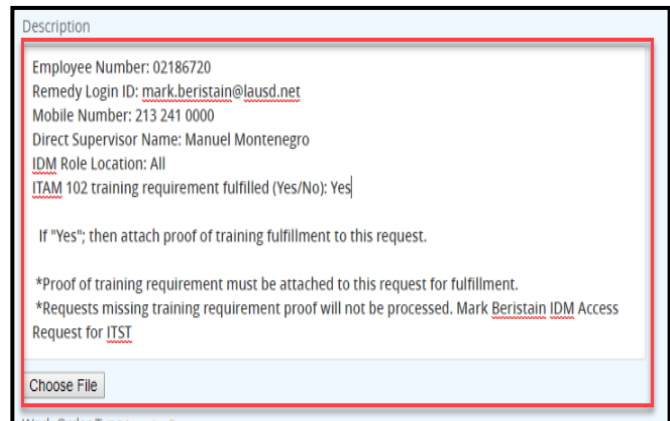 Description
Employee Number: 02186720
Remedy Login ID: mark.beristain@lausd.net
Mobile Number: 213 241 0000
Direct Supervisor Name: Manuel Montenegro
IDM Role Location: All
ITAM 102 training requirement fulfilled (Yes/No): Yes
If "Yes"; then attach proof of training fulfillment to this request.
*Proof of training requirement must be attached to this request for fulfillment.
*Requests missing training requirement proof will not be processed. Mark Beristain IDM Access
Request for ITST
Choose File